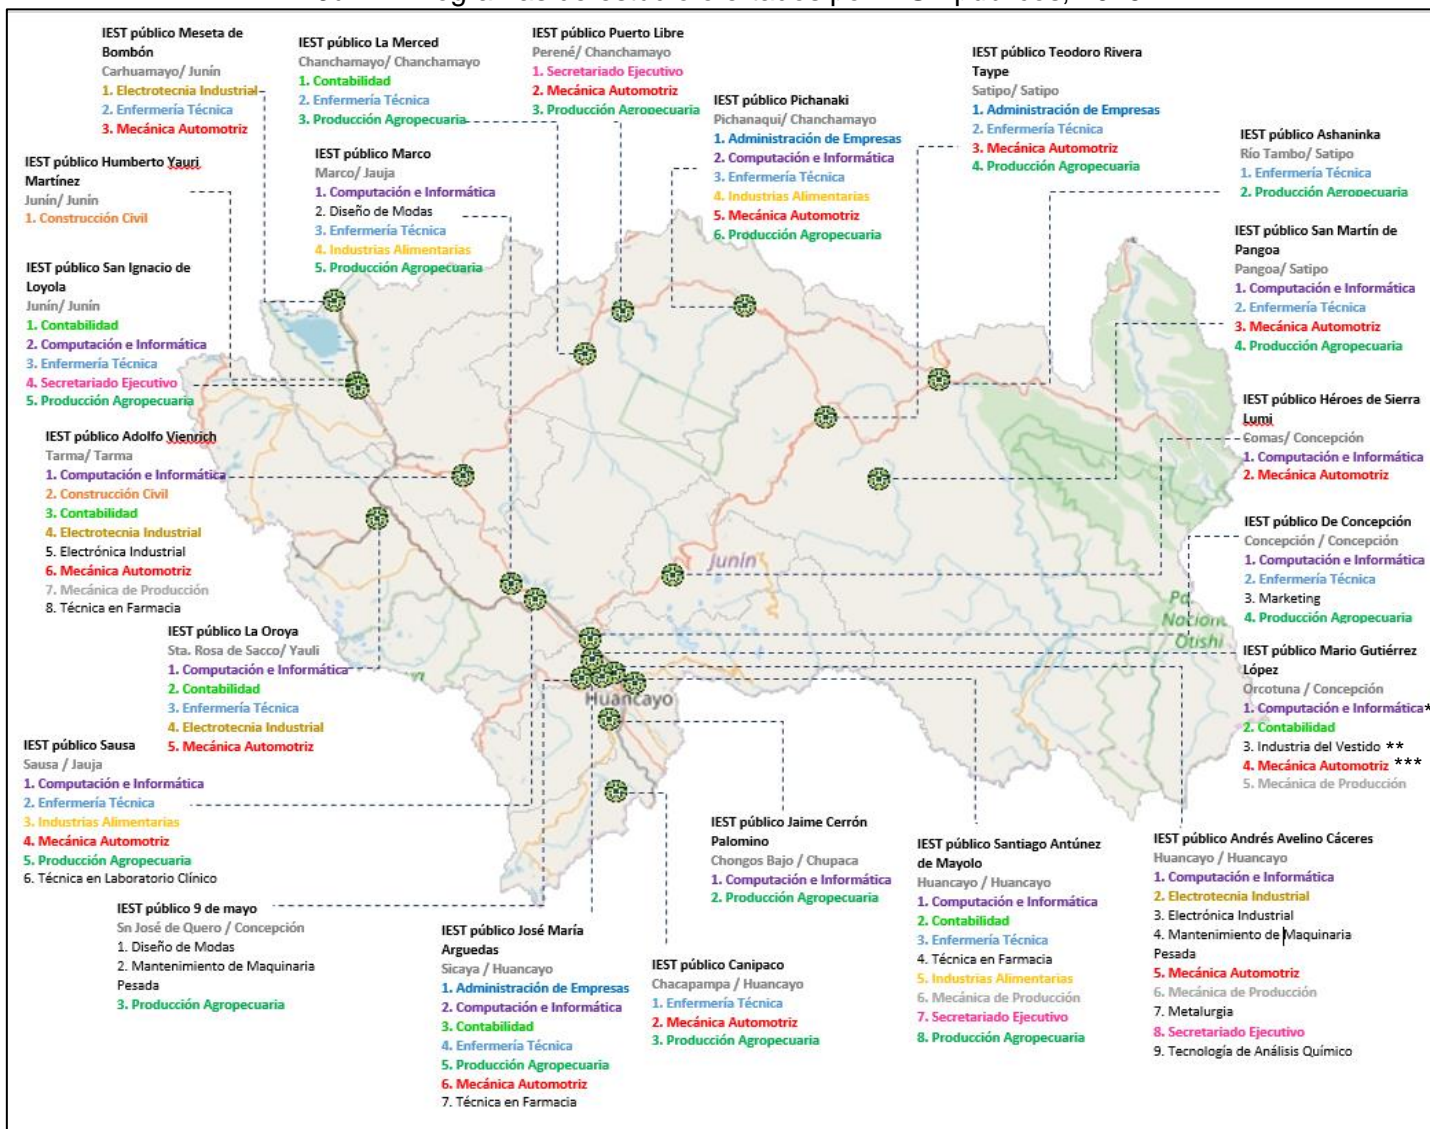 Programas de estudio
IEST público Meseta de
Bombón
Carhuamayo/ Junín
1. Electrotecnia Industrial
2. Enfermería Técnica
3. Mecánica Automotriz
IEST público La Merced
Chanchamayo/ Chanchamayo
1. Contabilidad
2. Enfermería Técnica
3. Producción Agropecuaria
IEST público Puerto Libre
Perené/ Chanchamayo
1. Secretariado Ejecutivo
2. Mecánica Automotriz
3. Producción Agropecuaria
IEST público Pichanaki
Pichanaqui/ Chanchamayo
1. Administración de Empresas
2. Computación e Informática
3. Enfermería Técnica
4. Industrias Alimentarias
5. Mecánica Automotriz
6. Producción Agropecuaria
IEST público Teodoro Rivera
Taype
Satipo/ Satipo
1. Administración de Empresas
2. Enfermería Técnica
3. Mecánica Automotriz
4. Producción Agropecuaria
IEST público Ashaninka
Río Tambo/ Satipo
1. Enfermería Técnica
2. Producción Agropecuaria
IEST público Humberto Yauri
Martínez
Junín/ Junín
1. Construcción Civil
IEST público Marco
Marco/ Jauja
1. Computación e Informática
2. Diseño de Modas
3. Enfermería Técnica
4. Industrias Alimentarias
5. Producción Agropecuaria
IEST público San Martín de
Pangoa
Pangoa/ Satipo
1. Computación e Informática
2. Enfermería Técnica
3. Mecánica Automotriz
4. Producción Agropecuaria
IEST público San Ignacio de
Loyola
Junín/ Junín
1. Contabilidad
2. Computación e Informática
3. Enfermería Técnica
4. Secretariado Ejecutivo
5. Producción Agropecuaria
IEST público Héroes de Sierra
Lumi
Comas/ Concepción
1. Computación e Informática
2. Mecánica Automotriz
IEST público Adolfo Vienrich
Tarma/ Tarma
1. Computación e Informática
2. Construcción Civil
3. Contabilidad
4. Electrotecnia Industrial
5. Electrónica Industrial
6. Mecánica Automotriz
7. Mecánica de Producción
8. Técnica en Farmacia
IEST público De Concepción
Concepción / Concepción
1. Computación e Informática
2. Enfermería Técnica
3. Marketing
4. Producción Agropecuaria
Junín
Nacion
Otishi
Huancayo
IEST público La Oroya
Sta. Rosa de Sacco/ Yauli
1. Computación e Informática
2. Contabilidad
3. Enfermería Técnica
4. Electrotecnia Industrial
5. Mecánica Automotriz
IEST público Mario Gutiérrez
López
Orcotuna / Concepción
1. Computación e Informática*
2. Contabilidad
3. Industria del Vestido **
4. Mecánica Automotriz ***
5. Mecánica de Producción
IEST público Sausa
Sausa / Jauja
1. Computación e Informática
2. Enfermería Técnica
3. Industrias Alimentarias
4. Mecánica Automotriz
5. Producción Agropecuaria
6. Técnica en Laboratorio Clínico
IEST público 9 de mayo
Sn José de Quero / Concepción
1. Diseño de Modas
2. Mantenimiento de Maquinaria
Pesada
3. Producción Agropecuaria
IEST público José María
Arguedas
Sicaya / Huancayo
1. Administración de Empresas
2. Computación e Informática
3. Contabilidad
4. Enfermería Técnica
5. Producción Agropecuaria
6. Mecánica Automotriz
7. Técnica en Farmacia
IEST público Canipaco
Chacapampa / Huancayo
1. Enfermería Técnica
2. Mecánica Automotriz
3. Producción Agropecuaria
IEST público Jaime Cerrón
Palomino
Chongos Bajo / Chupaca
1. Computación e Informática
2. Producción Agropecuaria
IEST público Santiago Antúnez
de Mayolo
Huancayo / Huancayo
1. Computación e Informática
2. Contabilidad
3. Enfermería Técnica
4. Técnica en Farmacia
5. Industrias Alimentarias
6. Mecánica de Producción
7. Secretariado Ejecutivo
8. Producción Agropecuaria
IEST público Andrés Avelino Cáceres
Huancayo / Huancayo
1. Computación e Informática
2. Electrotecnia Industrial
3. Electrónica Industrial
4. Mantenimiento de Maquinaria
Pesada
5. Mecánica Automotriz
6. Mecánica de Producción
7. Metalurgia
8. Secretariado Ejecutivo
9. Tecnología de Análisis Químico